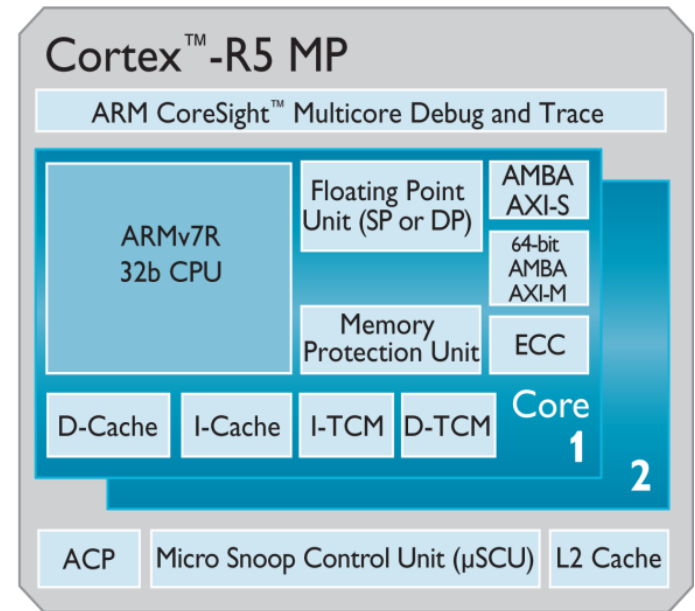 Cortex™-R5 MP
ARM CoreSight™ Multicore Debug and Trace
ARMv7R
32b CPU
Floating Point
Unit (SP or DP)
AMBA
AXI-S
64-bit
AMBA
AXI-M
Memory
Protection Unit
ECC
D-Cache
I-Cache
I-TCM
D-TCM
Core
1
2
ACP
Micro Snoop Control Unit (µSCU)
L2 Cache